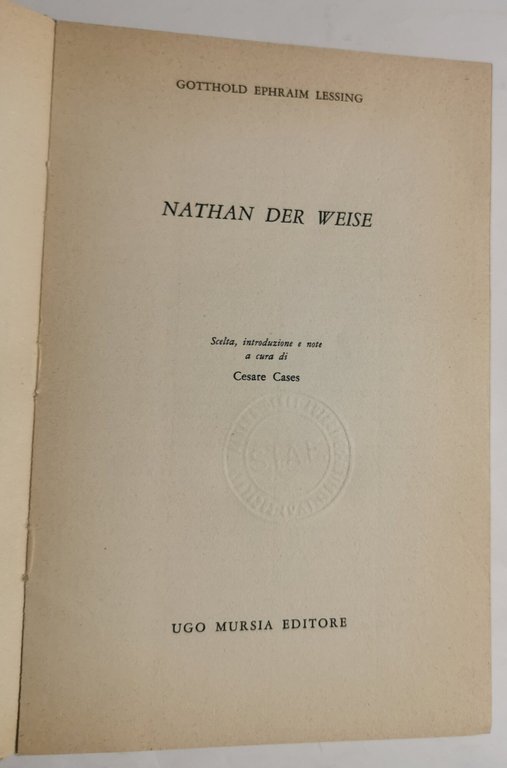 GOTTHOLD EPHRAIM LESSING
NATHAN DER WEISE
Scelta, introduzione e note
a cura di
Cesare Cases
UGO MURSIA EDITORE